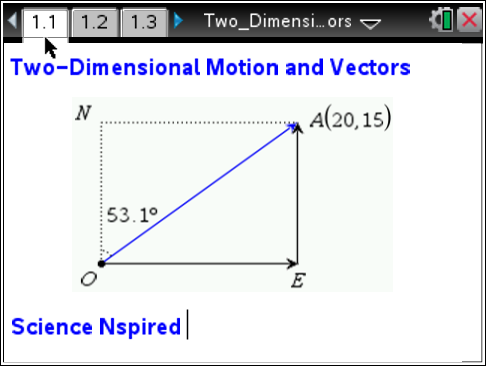 1.1 1.2 1.3 Two_Dimensi...ors
Two-Dimensional Motion and Vectors
N A(20,15)
53.1°
O E
Science Nspired